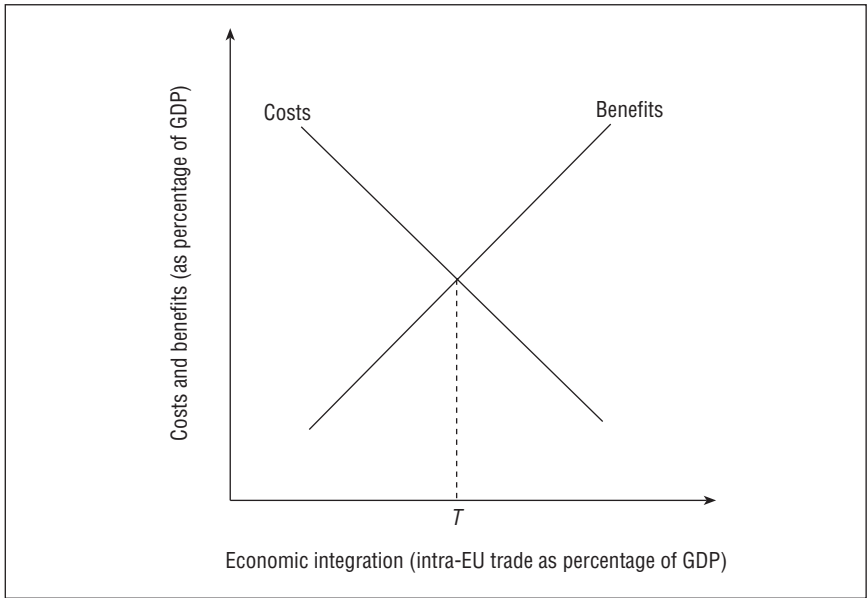 Costs
Benefits
Costs and benefits (as percentage of GDP)
T
Economic integration (intra-EU trade as percentage of GDP)